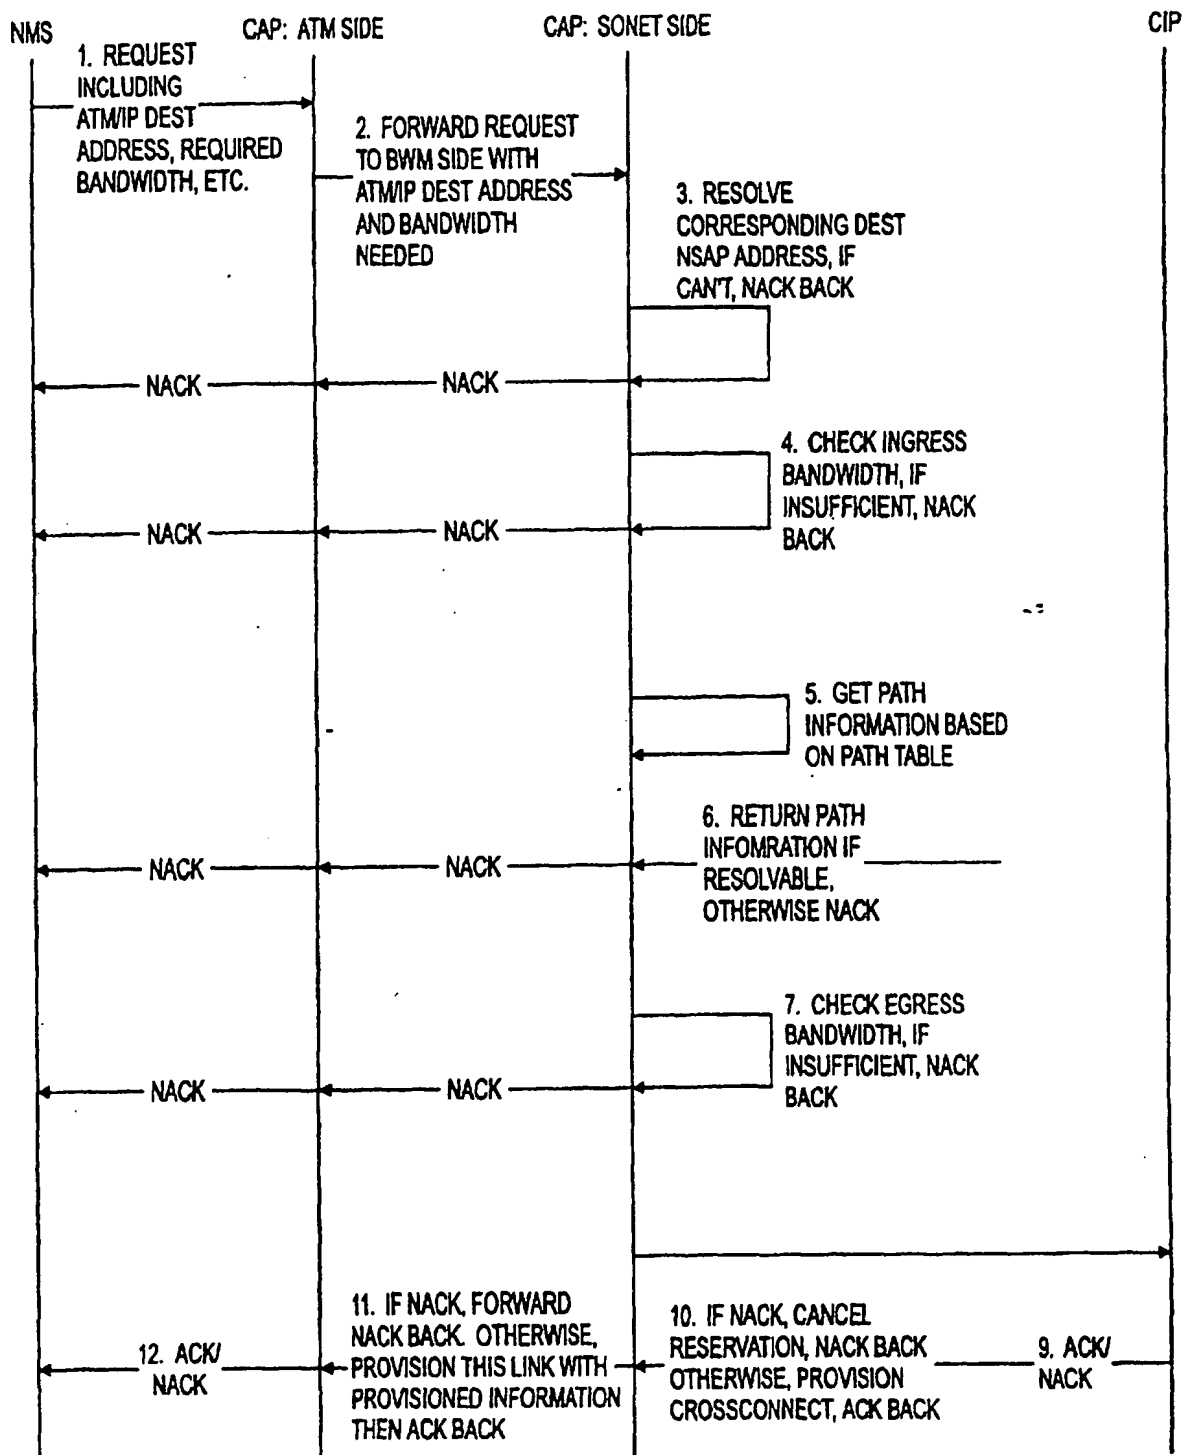 NMS
CAP: ATM SIDE
CAP: SONET SIDE
CIP
1. REQUEST
INCLUDING
ATM/IP DEST
ADDRESS, REQUIRED
BANDWIDTH, ETC.
2. FORWARD REQUEST
TO BWM SIDE WITH
ATM/IP DEST ADDRESS
AND BANDWIDTH
NEEDED
3. RESOLVE
CORRESPONDING DEST
NSAP ADDRESS, IF
CAN'T, NACK BACK
NACK
NACK
4. CHECK INGRESS
BANDWIDTH, IF
INSUFFICIENT, NACK
BACK
NACK
NACK
5. GET PATH
INFORMATION BASED
ON PATH TABLE
6. RETURN PATH
INFOMRATION IF
RESOLVABLE,
OTHERWISE NACK
NACK
NACK
7. CHECK EGRESS
BANDWIDTH, IF
INSUFFICIENT, NACK
BACK
NACK
NACK
12. ACK/
NACK
11. IF NACK, FORWARD
NACK BACK. OTHERWISE,
PROVISION THIS LINK WITH
PROVISIONED INFORMATION
THEN ACK BACK
10. IF NACK, CANCEL
RESERVATION, NACK BACK
OTHERWISE, PROVISION
CROSSCONNECT, ACK BACK
9. ACK/
NACK